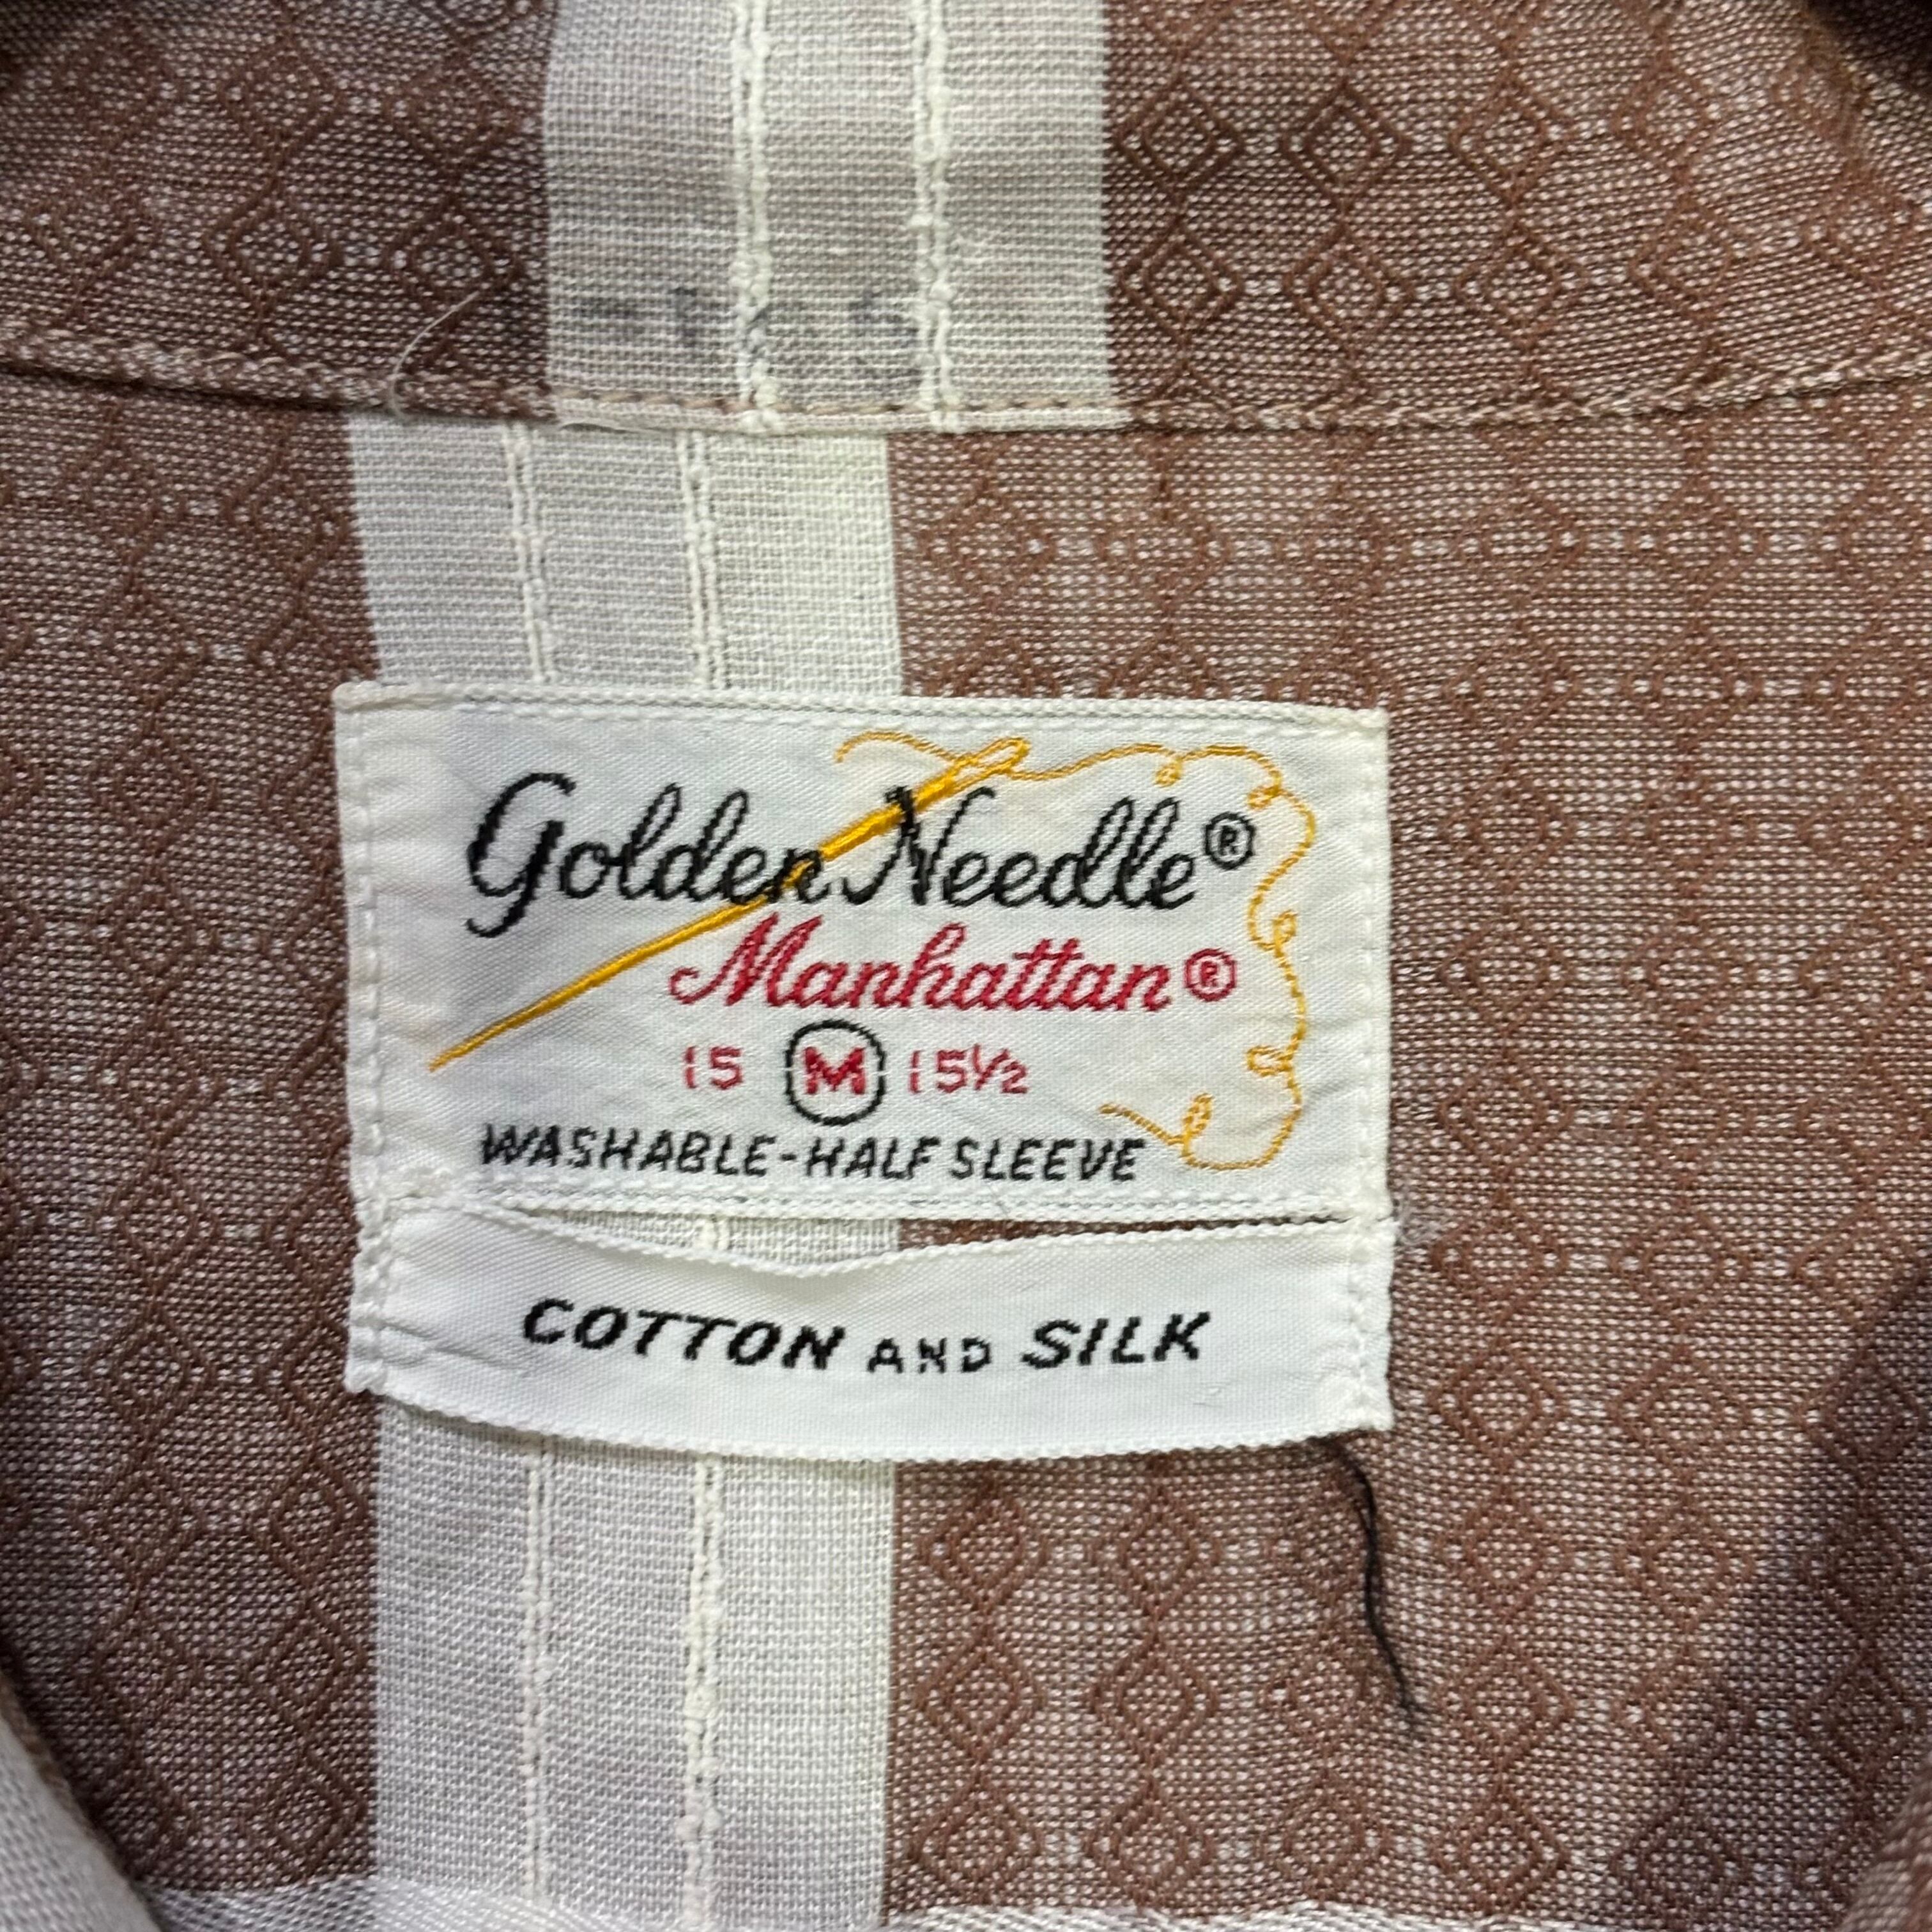 Golden Needle®
Manhattan®
15 M 15½
WASHABLE-HALF SLEEVE
COTTON AND SILK